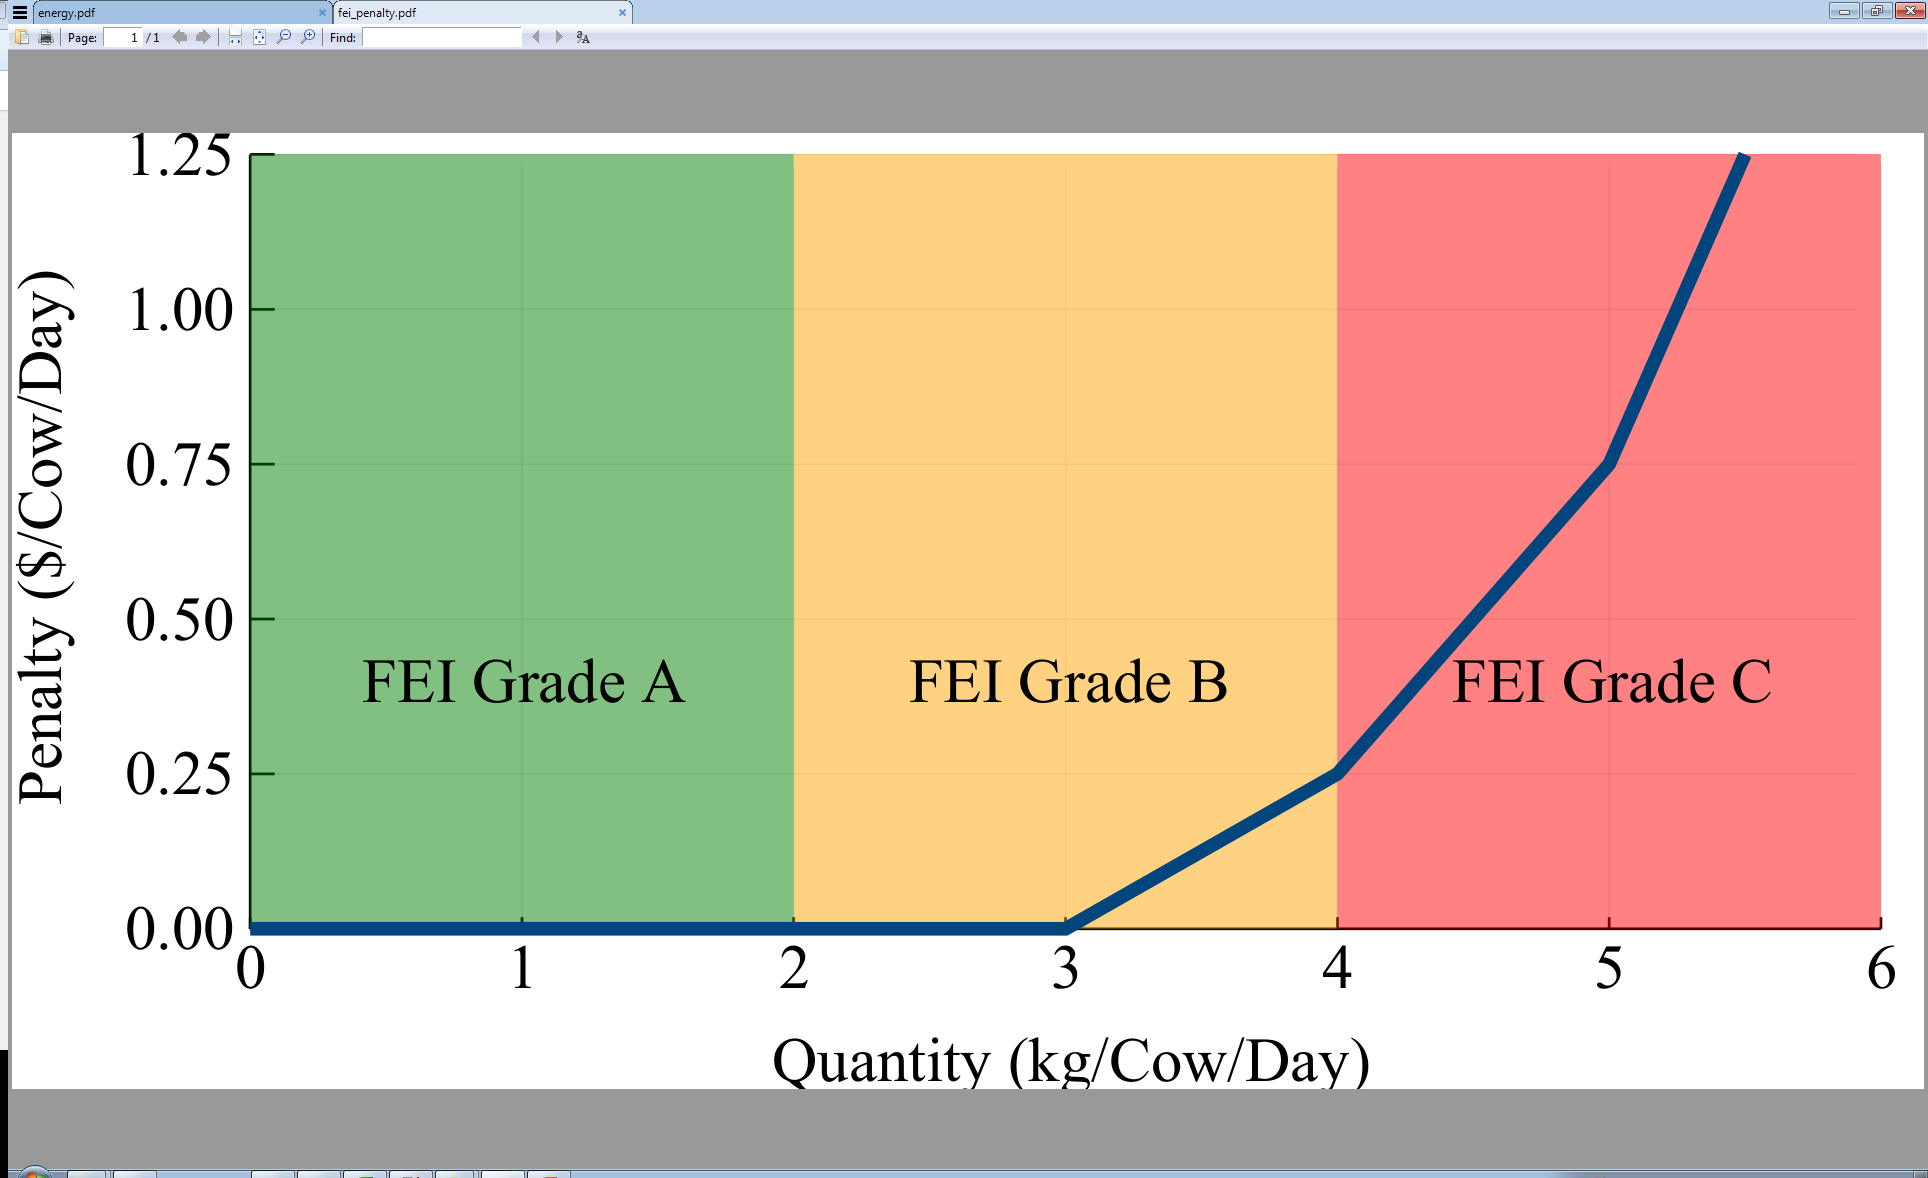 energy.pdf
fei_penalty.pdf
Page: 1 / 1 Find:
1.25
1.00
0.75
0.50
0.25
0.00
Penalty ($/Cow/Day)
FEI Grade A
FEI Grade B
FEI Grade C
0 1 2 3 4 5 6
Quantity (kg/Cow/Day)